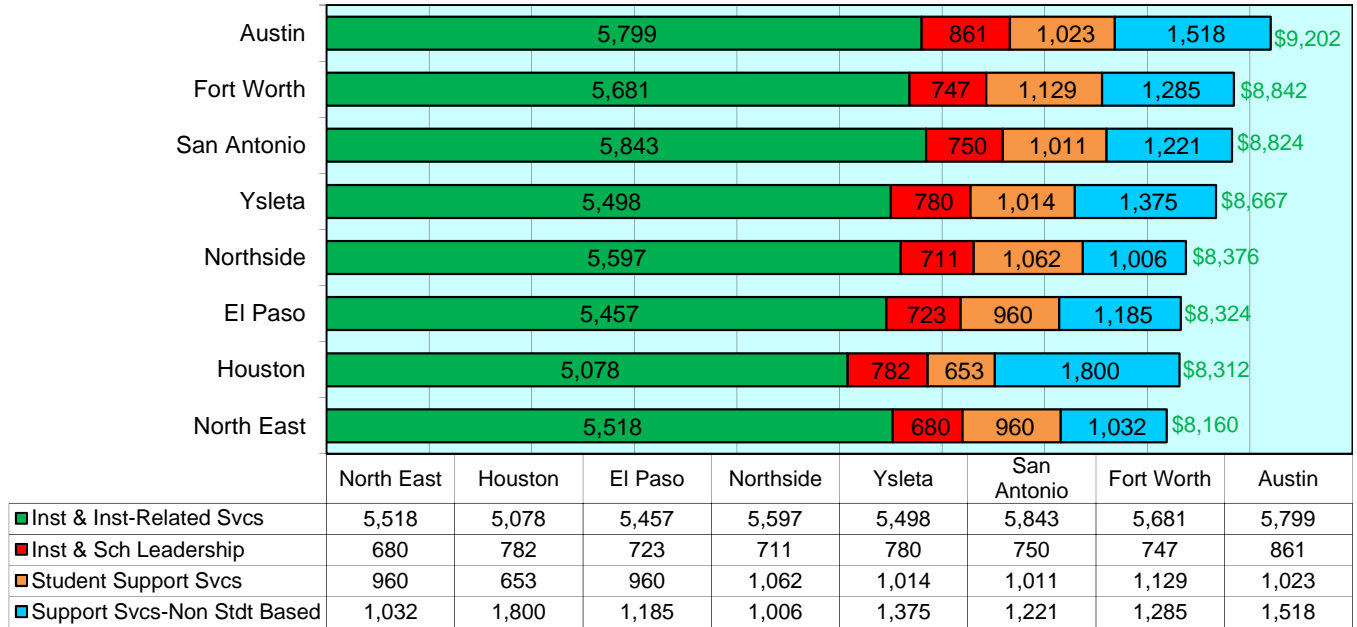 Austin 5,799 861 1,023 1,518 $9,202
Fort Worth 5,681 747 1,129 1,285 $8,842
San Antonio 5,843 750 1,011 1,221 $8,824
Ysleta 5,498 780 1,014 1,375 $8,667
Northside 5,597 711 1,062 1,006 $8,376
El Paso 5,457 723 960 1,185 $8,324
Houston 5,078 782 653 1,800 $8,312
North East 5,518 680 960 1,032 $8,160
North East Houston El Paso Northside Ysleta San Antonio Fort Worth Austin
Inst & Inst-Related Svcs 5,518 5,078 5,457 5,597 5,498 5,843 5,681 5,799
Inst & Sch Leadership 680 782 723 711 780 750 747 861
Student Support Svcs 960 653 960 1,062 1,014 1,011 1,129 1,023
Support Svcs-Non Stdt Based 1,032 1,800 1,185 1,006 1,375 1,221 1,285 1,518